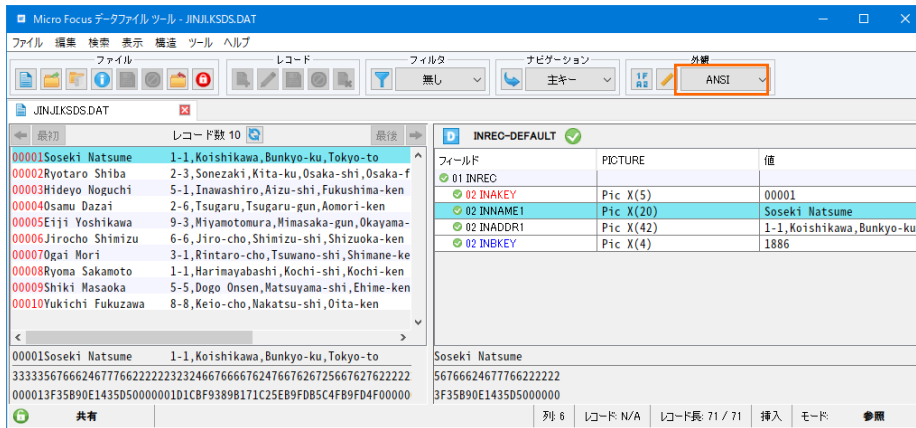 Micro Focus データファイル ツール - JINJI.KSDS.DAT
ファイル 編集 検索 表示 構造 ツール ヘルプ
ファイル レコード フィルタ ナビゲーション 外観
無し 主キー ANSI
JINJI.KSDS.DAT
最初 レコード数 10 最後
00001Soseki Natsume 1-1,Koishikawa,Bunkyo-ku,Tokyo-to
00002Ryotaro Shiba 2-3,Sonezaki,Kita-ku,Osaka-shi,Osaka-f
00003Hideyo Noguchi 5-1,Inawashiro,Aizu-shi,Fukushima-ken
00004Osamu Dazai 2-6,Tsugaru,Tsugaru-gun,Aomori-ken
00005Eiji Yoshikawa 9-3,Miyamotomura,Mimasaka-gun,Okayama-
00006Jirocho Shimizu 6-6,Jiro-cho,Shimizu-shi,Shizuoka-ken
00007Ogai Mori 3-1,Rintaro-cho,Tsuwano-shi,Shimane-ke
00008Ryoma Sakamoto 1-1,Harimayabashi,Kochi-shi,Kochi-ken
00009Shiki Masaoka 5-5,Dogo Onsen,Matsuyama-shi,Ehime-ken
00010Yukichi Fukuzawa 8-8,Keio-cho,Nakatsu-shi,Oita-ken
00001Soseki Natsume 1-1,Koishikawa,Bunkyo-ku,Tokyo-to
INREC-DEFAULT
フィールド PICTURE 値
01 INREC
02 INAKEY Pic X(5) 00001
02 INNAME1 Pic X(20) Soseki Natsume
02 INADDR1 Pic X(42) 1-1,Koishikawa,Bunkyo-ku
02 INBKEY Pic X(4) 1886
Soseki Natsume
56766624677766222222
3F35B90E1435D5000000
共有 列: 6 レコード: N/A レコード長: 71 / 71 挿入 モード: 参照